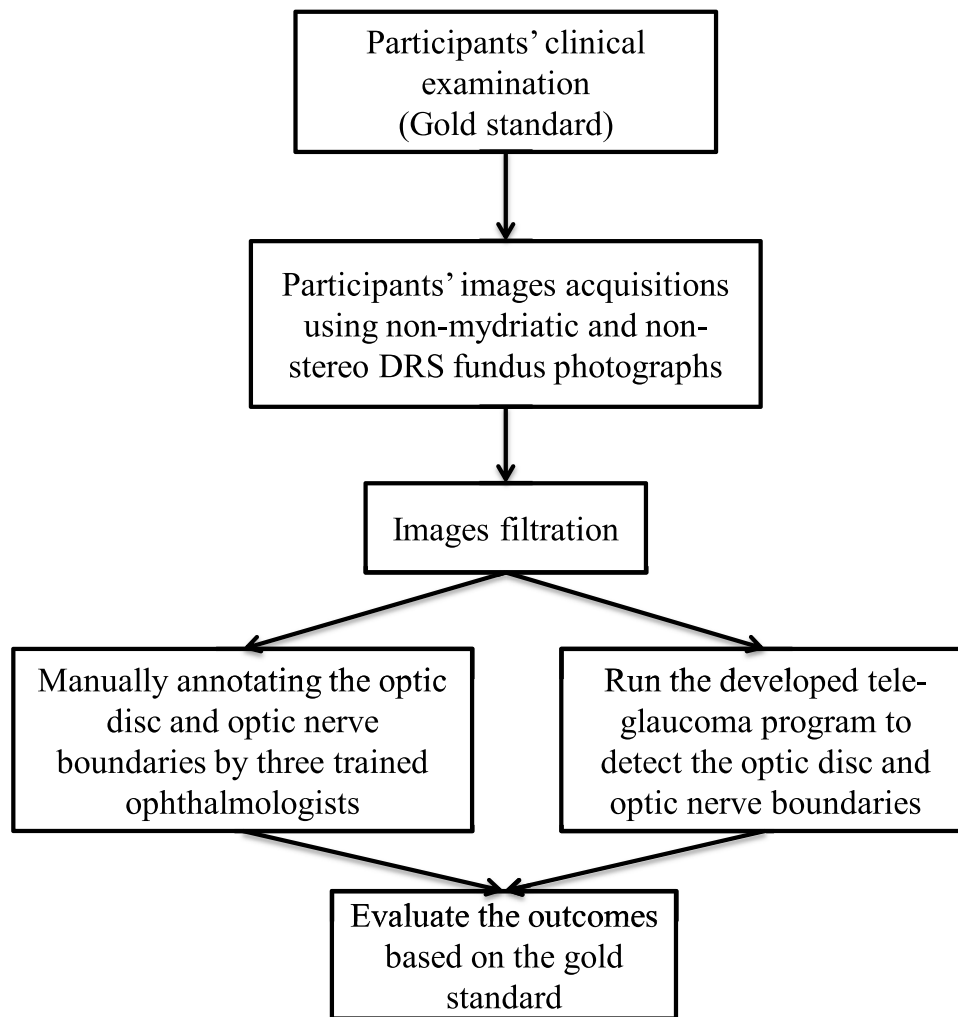 Participants’ clinical
examination
(Gold standard)
Participants’ images acquisitions
using non-mydriatic and non-
stereo DRS fundus photographs
Images filtration
Manually annotating the optic
disc and optic nerve
boundaries by three trained
ophthalmologists
Run the developed tele-
glaucoma program to
detect the optic disc and
optic nerve boundaries
Evaluate the outcomes
based on the gold
standard